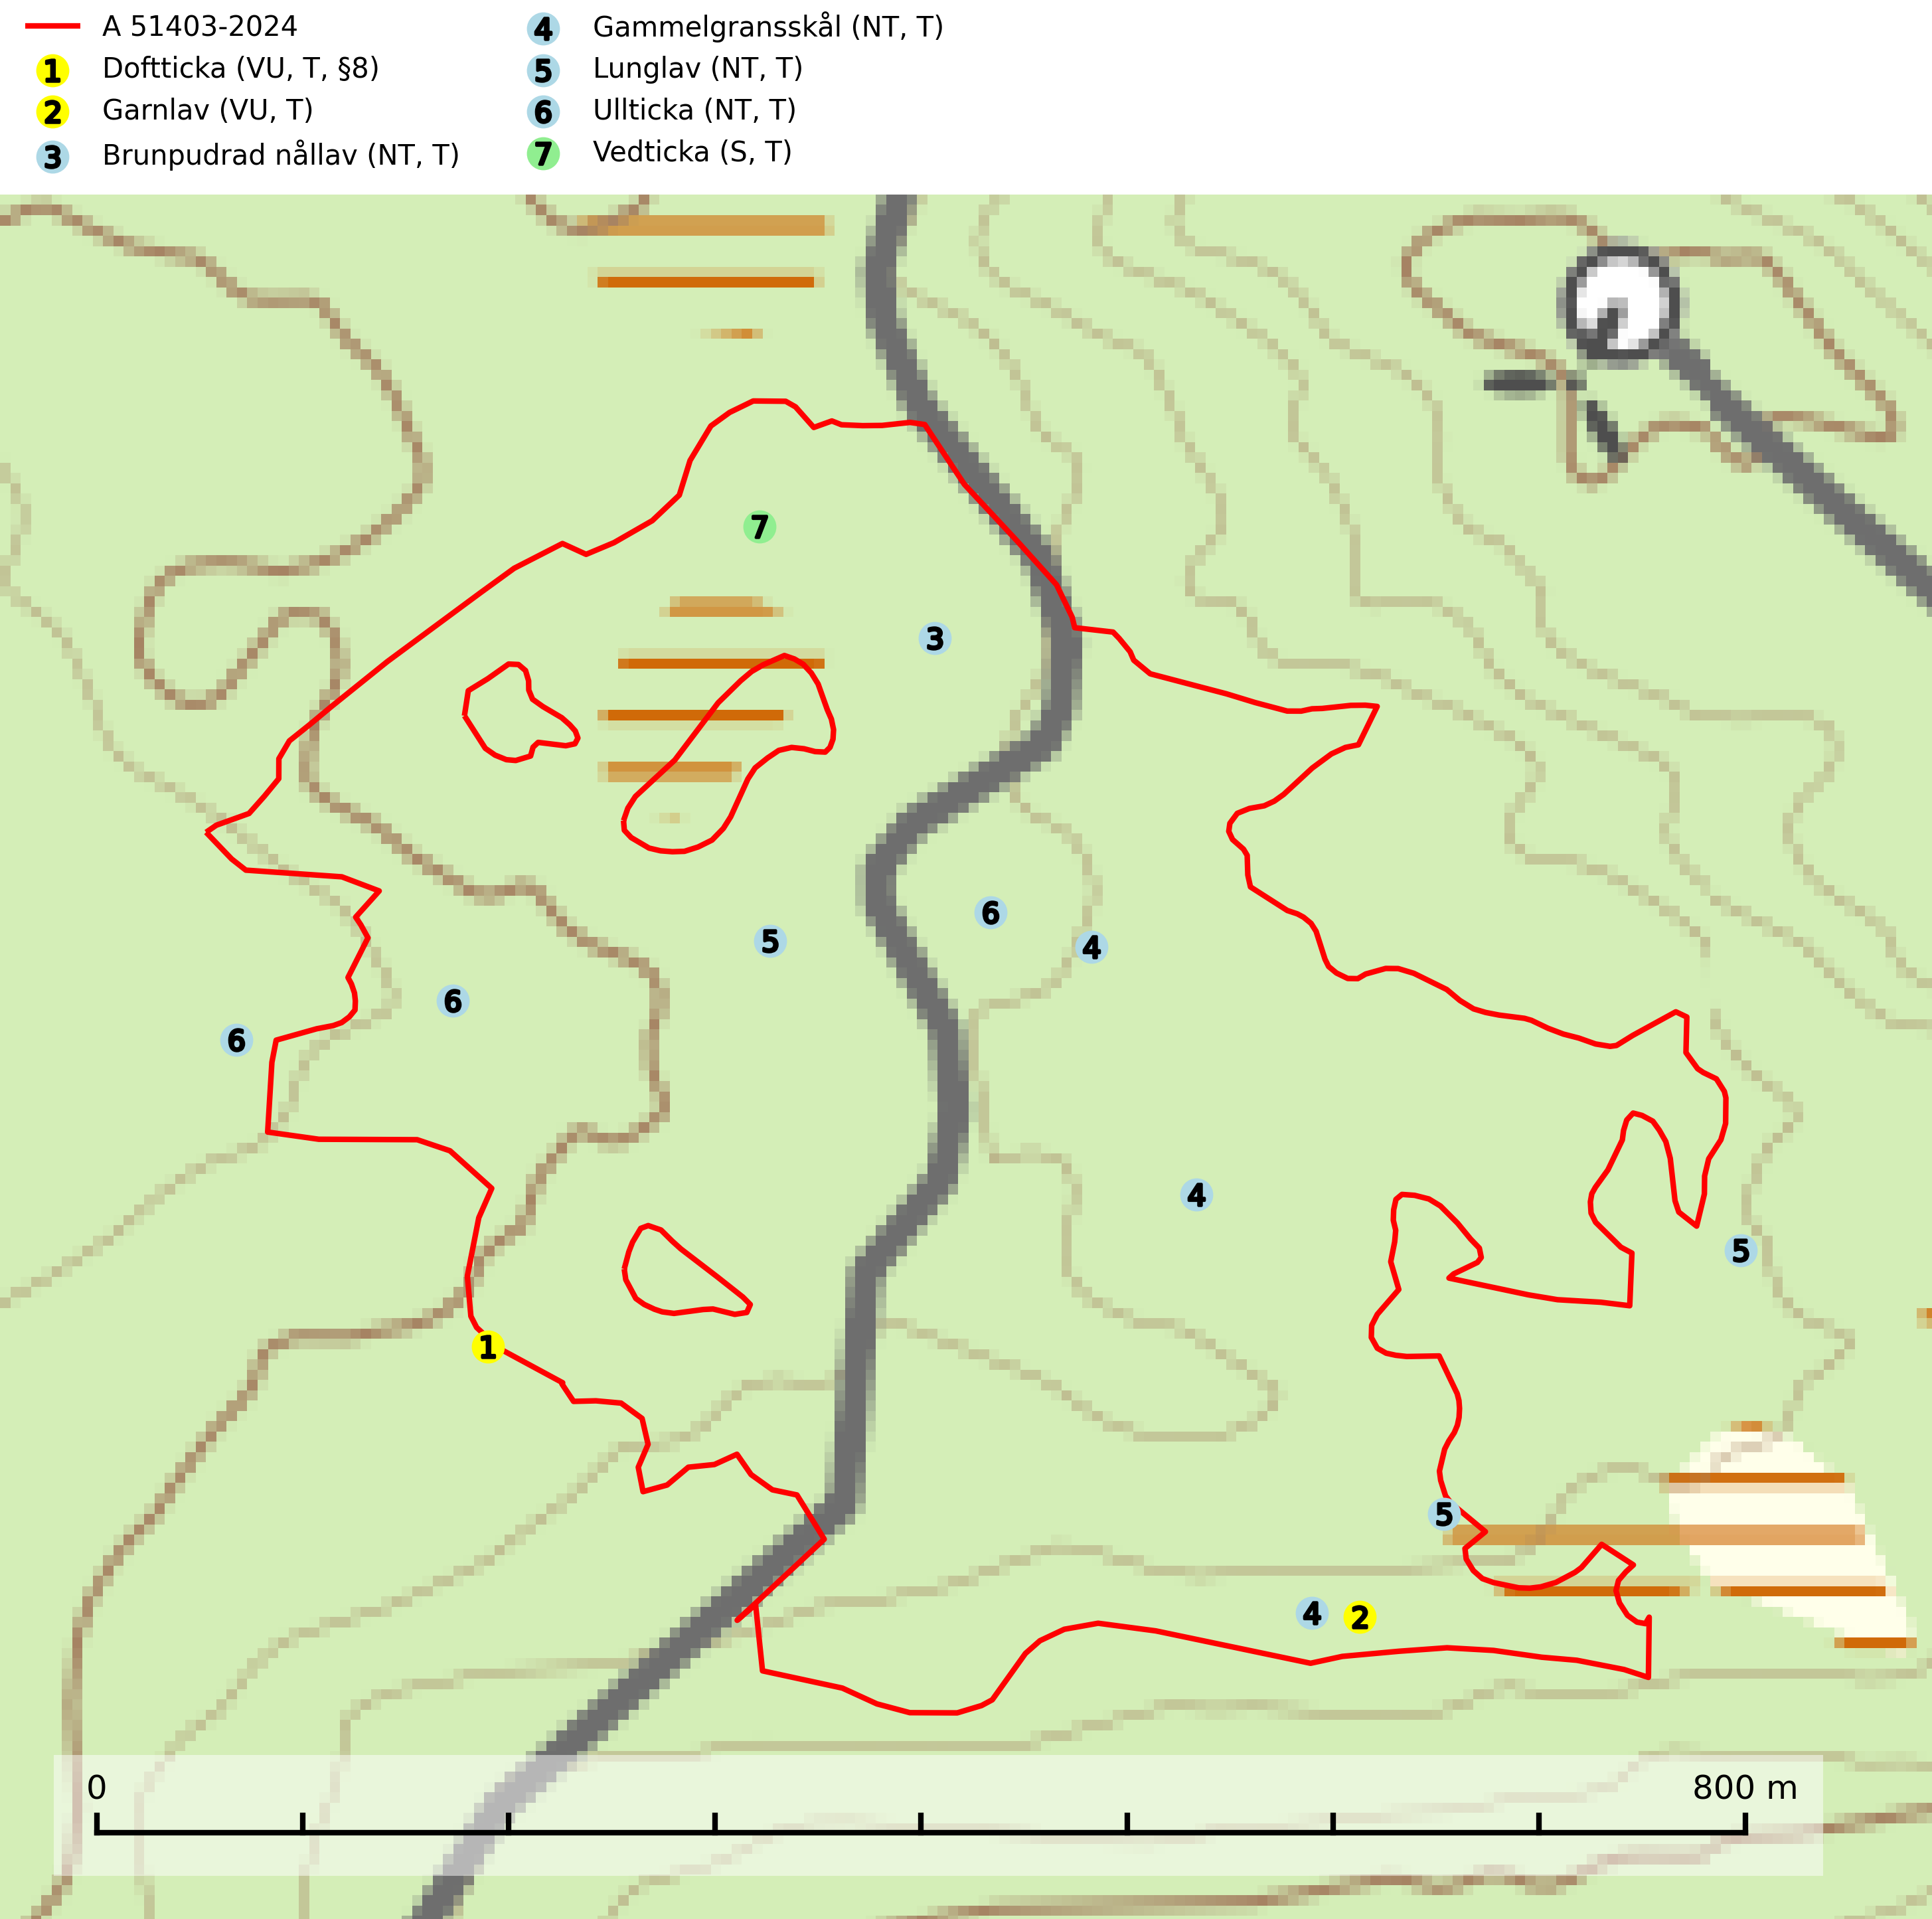 A 51403-2024
1 Doftticka (VU, T, §8)
2 Garnlav (VU, T)
3 Brunpudrad nållav (NT, T)
4 Gammelgransskål (NT, T)
5 Lunglav (NT, T)
6 Ullticka (NT, T)
7 Vedticka (S, T)
7
3
6
5
4
6
6
4
5
1
5
4 2
0 800 m